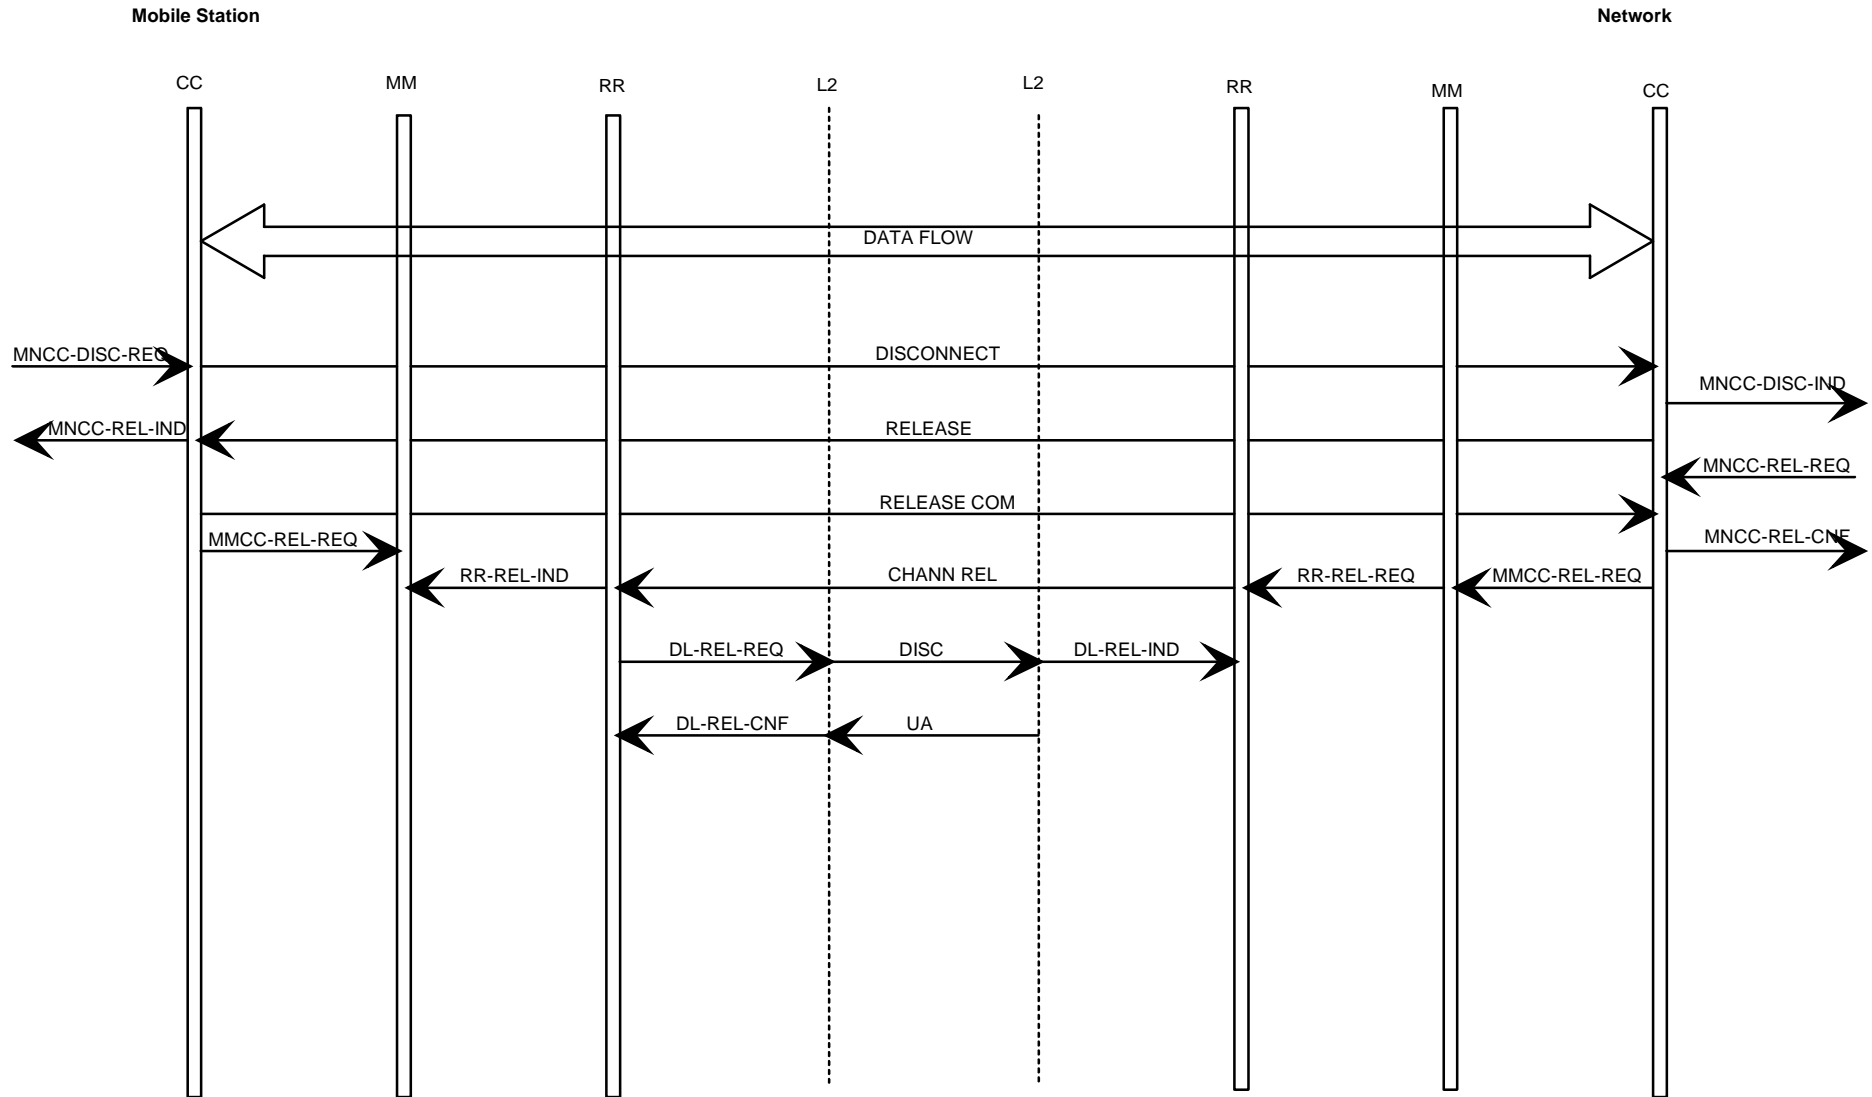 Mobile Station
Network
CC
MM
RR
L2
L2
RR
MM
CC
DATA FLOW
MNCC-DISC-REQ
DISCONNECT
MNCC-DISC-IND
MNCC-REL-IND
RELEASE
MNCC-REL-REQ
RELEASE COM
MMCC-REL-REQ
MNCC-REL-CNF
RR-REL-IND
CHANN REL
RR-REL-REQ
MMCC-REL-REQ
DL-REL-REQ
DISC
DL-REL-IND
DL-REL-CNF
UA